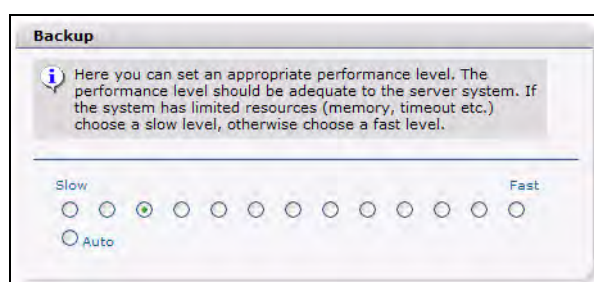 Backup
Here you can set an appropriate performance level. The
performance level should be adequate to the server system. If
the system has limited resources (memory, timeout etc.)
choose a slow level, otherwise choose a fast level.
Slow Fast
Auto